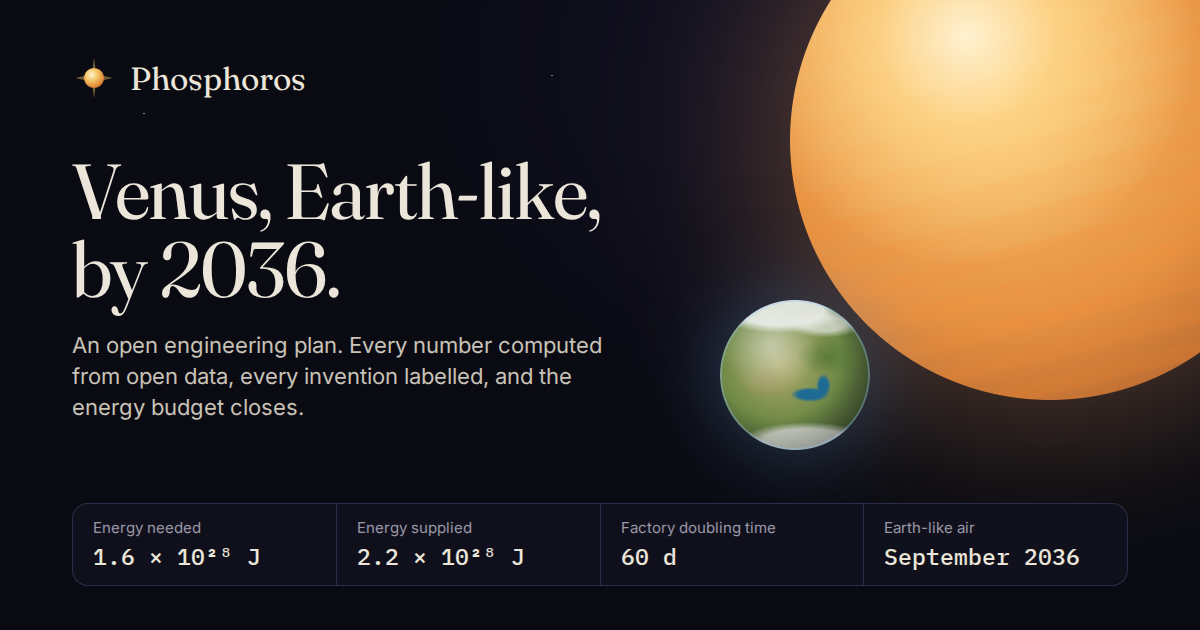 Phosphoros
Venus, Earth-like,
by 2036.
An open engineering plan. Every number computed
from open data, every invention labelled, and the
energy budget closes.
Energy needed
1.6 × 10²⁸ J
Energy supplied
2.2 × 10²⁸ J
Factory doubling time
60 d
Earth-like air
September 2036